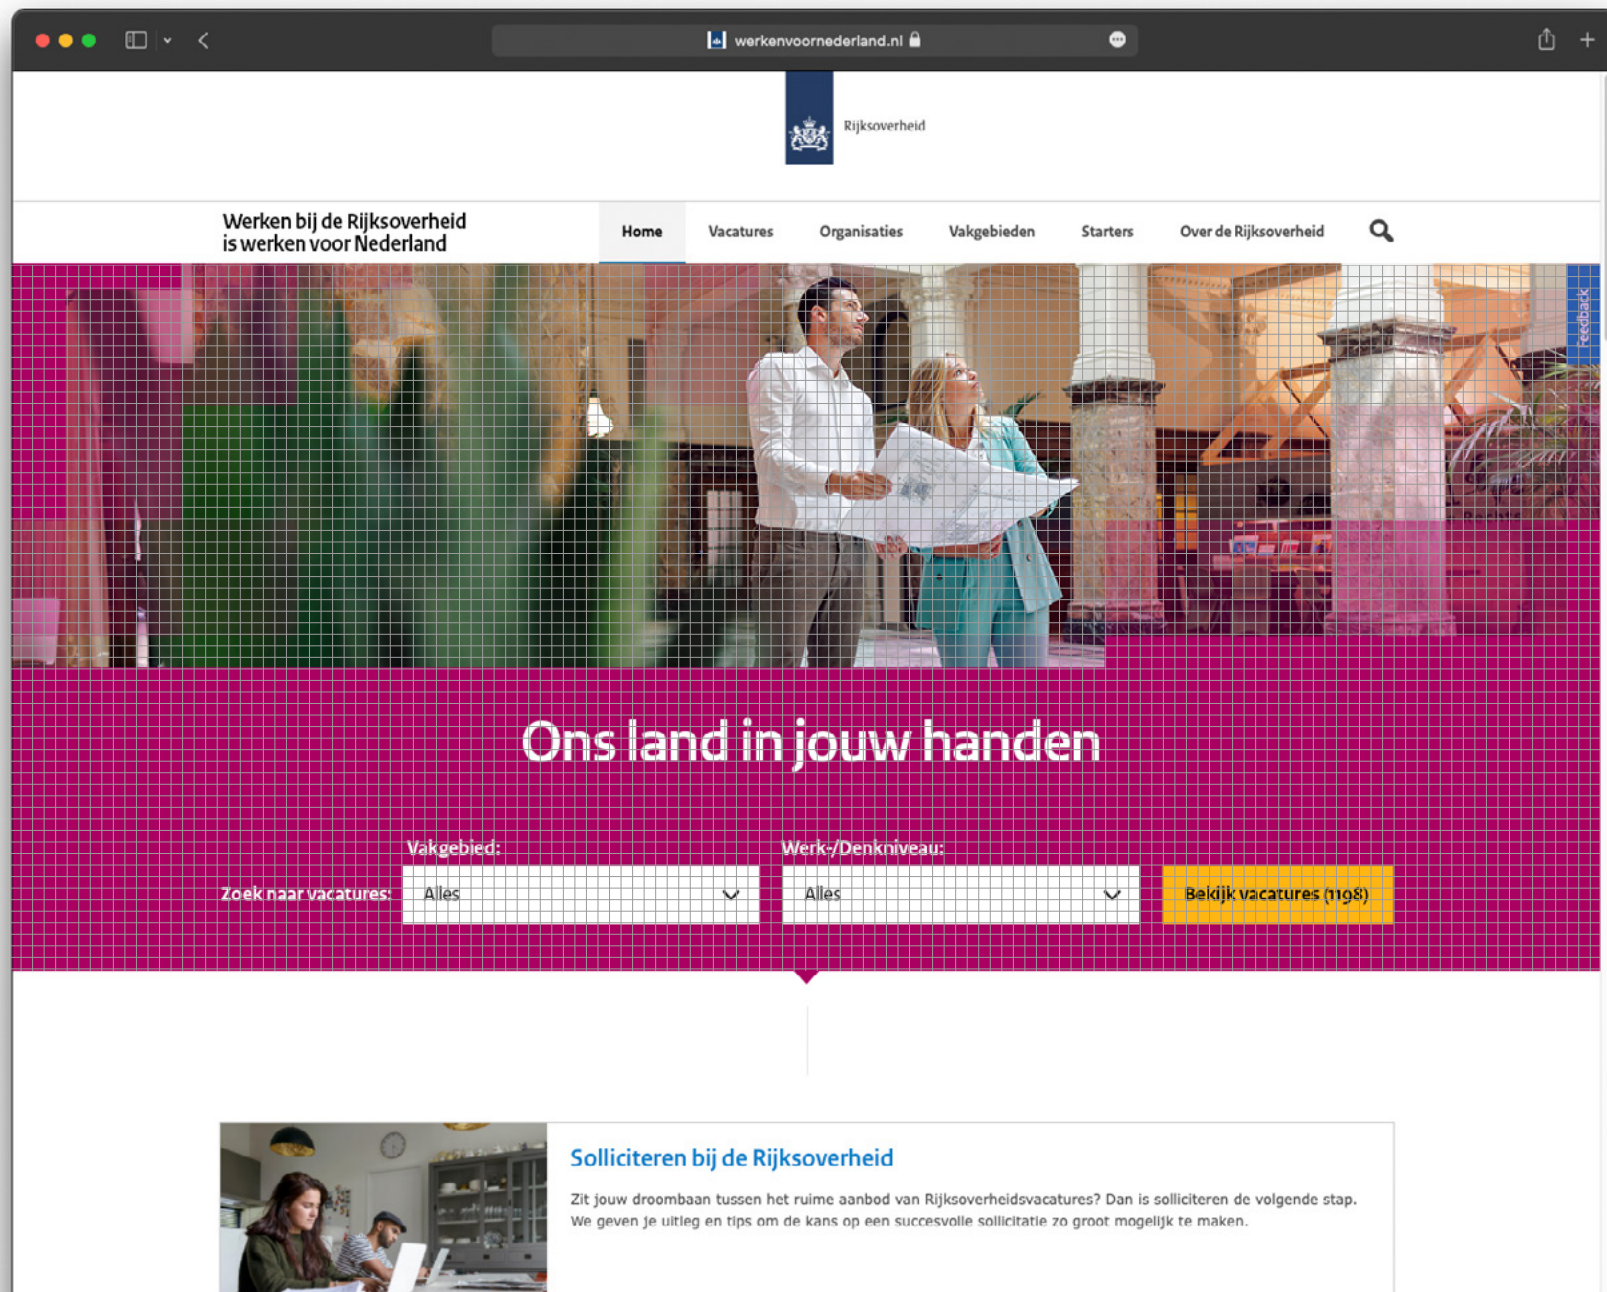 werkenvoornederland.nl
Rijksoverheid
Werken bij de Rijksoverheid
is werken voor Nederland
Home Vacatures Organisaties Vakgebieden Starters Over de Rijksoverheid
Feedback
Ons land in jouw handen
Vakgebied: Werk-/Denkniveau:
Zoek naar vacatures: Alles Alles Bekijk vacatures (1198)
Solliciteren bij de Rijksoverheid
Zit jouw droombaan tussen het ruime aanbod van Rijksoverheidsvacatures? Dan is solliciteren de volgende stap.
We geven je uitleg en tips om de kans op een succesvolle sollicitatie zo groot mogelijk te maken.